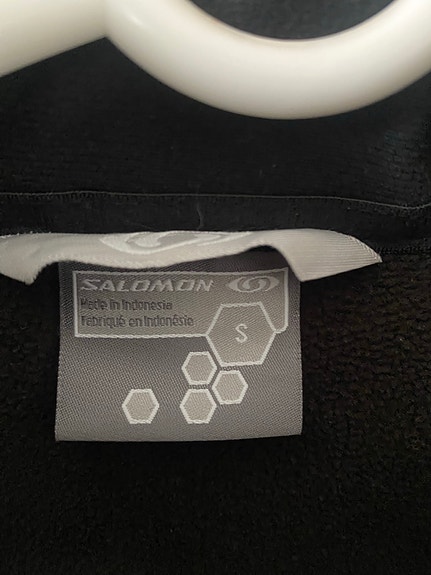 SALOMON
Made in Indonesia
Fabriqué en Indonésie
S